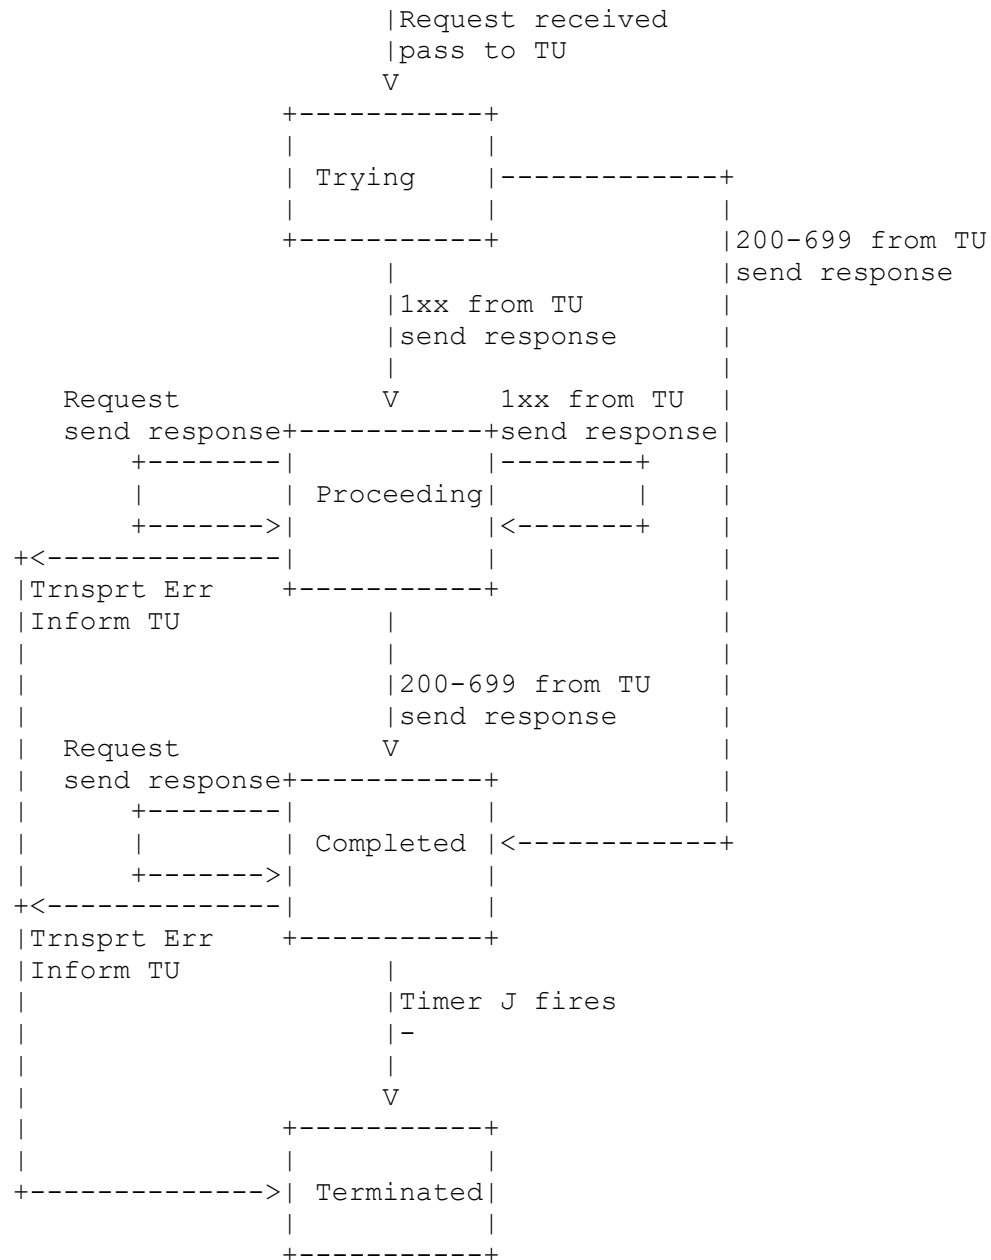 |Request received
|pass to TU
V
+-----------+
|           |
| Trying    |-------------+
|           |             |
+-----------+             |200-699 from TU
|                   |send response
|1xx from TU        |
|send response      |
|                   |
Request            V      1xx from TU  |
send response+-----------+send response|
+--------|           |--------+    |
|        | Proceeding|        |    |
+------->|           |<-------+    |
+<--------------|           |             |
|Trnsprt Err    +-----------+             |
|Inform TU            |                   |
|                     |                   |
|                     |200-699 from TU    |
|                     |send response      |
|  Request            V                   |
|  send response+-----------+             |
|      +--------|           |             |
|      |        | Completed |<------------+
|      +------->|           |
+<--------------|           |
|Trnsprt Err    +-----------+
|Inform TU            |
|                     |Timer J fires
|                     |-
|                     |
|                     V
|               +-----------+
|               |           |
+-------------->| Terminated|
|           |
+-----------+